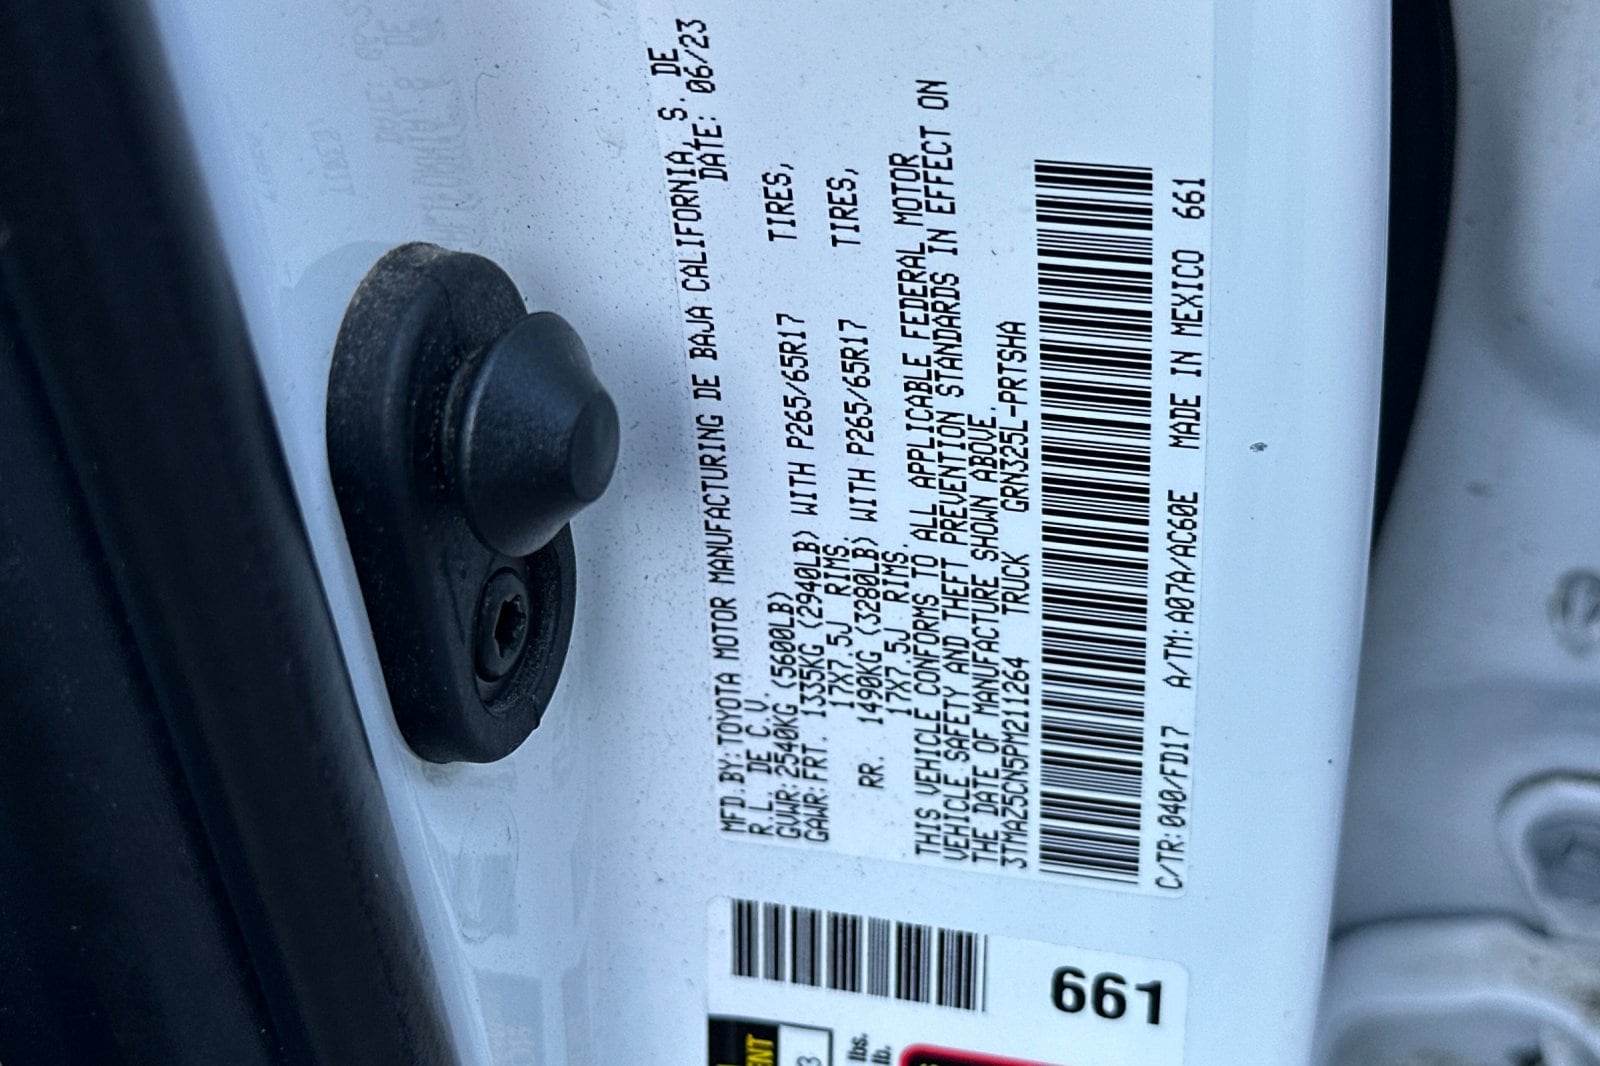 MFD.BY:TOYOTA MOTOR MANUFACTURING DE BAJA CALIFORNIA, S. DE
R.L. DE C.V. DATE: 06/23
GVWR:2540KG (5600LB)
GAWR:FRT. 1335KG (2940LB) WITH P265/65R17 TIRES,
17X7.5J RIMS.
RR. 1490KG (3280LB) WITH P265/65R17 TIRES,
17X7.5J RIMS.
THIS VEHICLE CONFORMS TO ALL APPLICABLE FEDERAL MOTOR
VEHICLE SAFETY AND THEFT PREVENTION STANDARDS IN EFFECT ON
THE DATE OF MANUFACTURE SHOWN ABOVE.
3TMAZ5CN5PM211264 TRUCK GRN325L-PRTSHA
C/TR:040/FD17 A/TM:A07A/AC60E MADE IN MEXICO 661
661
lbs.